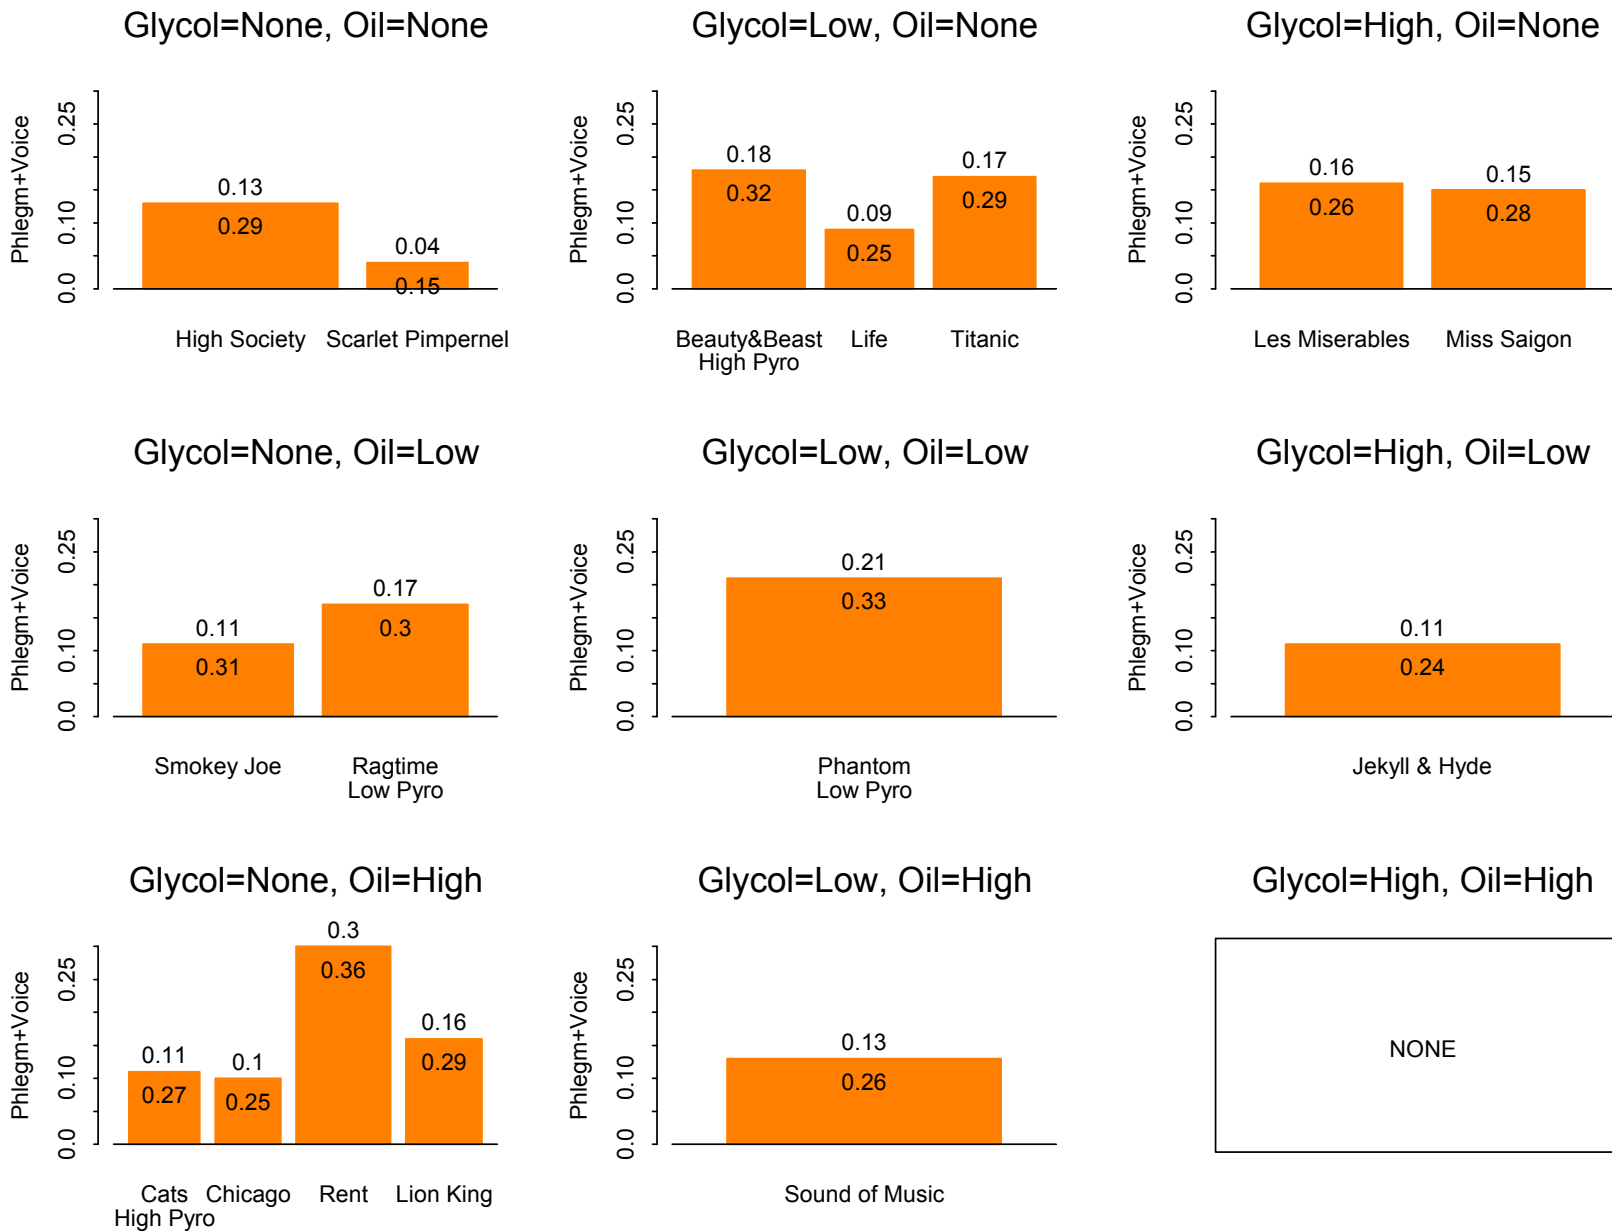 Glycol=None, Oil=None
Glycol=Low, Oil=None
Glycol=High, Oil=None
Phlegm+Voice
0.0 0.10 0.25
0.13
0.29
0.04
0.15
High Society Scarlet Pimpernel
Phlegm+Voice
0.0 0.10 0.25
0.18
0.32
0.09
0.25
0.17
0.29
Beauty&Beast Life Titanic
High Pyro
Phlegm+Voice
0.0 0.10 0.25
0.16
0.26
0.15
0.28
Les Miserables Miss Saigon
Glycol=None, Oil=Low
Glycol=Low, Oil=Low
Glycol=High, Oil=Low
Phlegm+Voice
0.0 0.10 0.25
0.11
0.31
0.17
0.3
Smokey Joe Ragtime
Low Pyro
Phlegm+Voice
0.0 0.10 0.25
0.21
0.33
Phantom
Low Pyro
Phlegm+Voice
0.0 0.10 0.25
0.11
0.24
Jekyll & Hyde
Glycol=None, Oil=High
Glycol=Low, Oil=High
Glycol=High, Oil=High
Phlegm+Voice
0.0 0.10 0.25
0.11
0.27
0.1
0.25
0.3
0.36
0.16
0.29
Cats Chicago Rent Lion King
High Pyro
Phlegm+Voice
0.0 0.10 0.25
0.13
0.26
Sound of Music
NONE